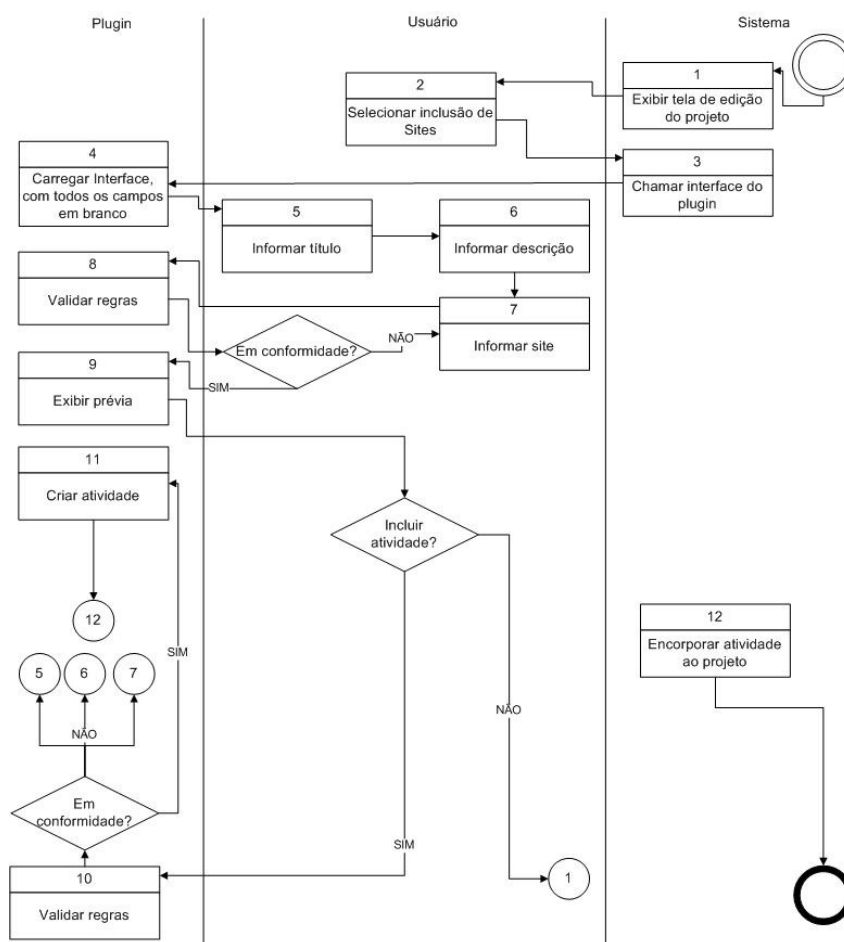 Plugin
Usuário
Sistema
1
Exibir tela de edição
do projeto
2
Selecionar inclusão de
Sites
3
Chamar interface do
plugin
4
Carregar Interface,
com todos os campos
em branco
5
Informar título
6
Informar descrição
7
Informar site
8
Validar regras
Em conformidade?
NÃO
SIM
9
Exibir prévia
Incluir
atividade?
11
Criar atividade
12
12
Encorporar atividade
ao projeto
5
6
7
NÃO
SIM
NÃO
Em
conformidade?
SIM
10
Validar regras
1